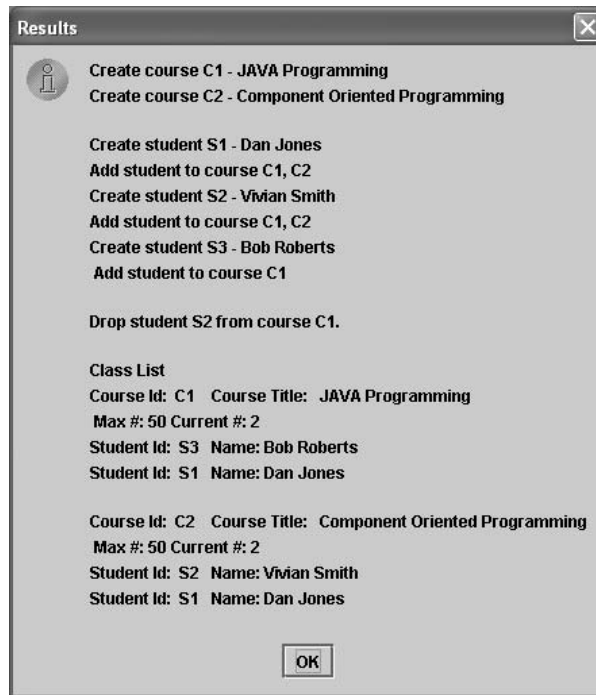 Results
Create course C1 - JAVA Programming
Create course C2 - Component Oriented Programming
Create student S1 - Dan Jones
Add student to course C1, C2
Create student S2 - Vivian Smith
Add student to course C1, C2
Create student S3 - Bob Roberts
Add student to course C1
Drop student S2 from course C1.
Class List
Course Id: C1 Course Title: JAVA Programming
Max #: 50 Current #: 2
Student Id: S3 Name: Bob Roberts
Student Id: S1 Name: Dan Jones
Course Id: C2 Course Title: Component Oriented Programming
Max #: 50 Current #: 2
Student Id: S2 Name: Vivian Smith
Student Id: S1 Name: Dan Jones
OK